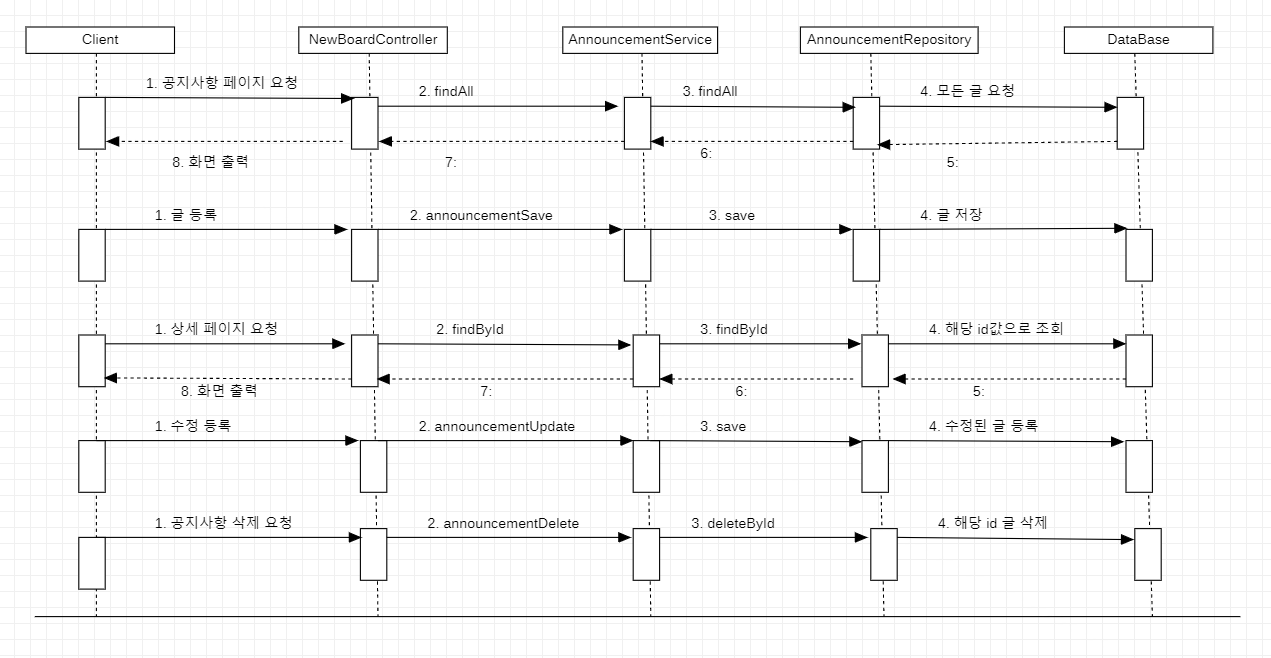 Client
NewBoardController
AnnouncementService
AnnouncementRepository
DataBase
1. 공지사항 페이지 요청
2. findAll
3. findAll
4. 모든 글 요청
8. 화면 출력
7:
6:
5:
1. 글 등록
2. announcementSave
3. save
4. 글 저장
1. 상세 페이지 요청
2. findById
3. findById
4. 해당 id값으로 조회
8. 화면 출력
7:
6:
5:
1. 수정 등록
2. announcementUpdate
3. save
4. 수정된 글 등록
1. 공지사항 삭제 요청
2. announcementDelete
3. deleteById
4. 해당 id 글 삭제